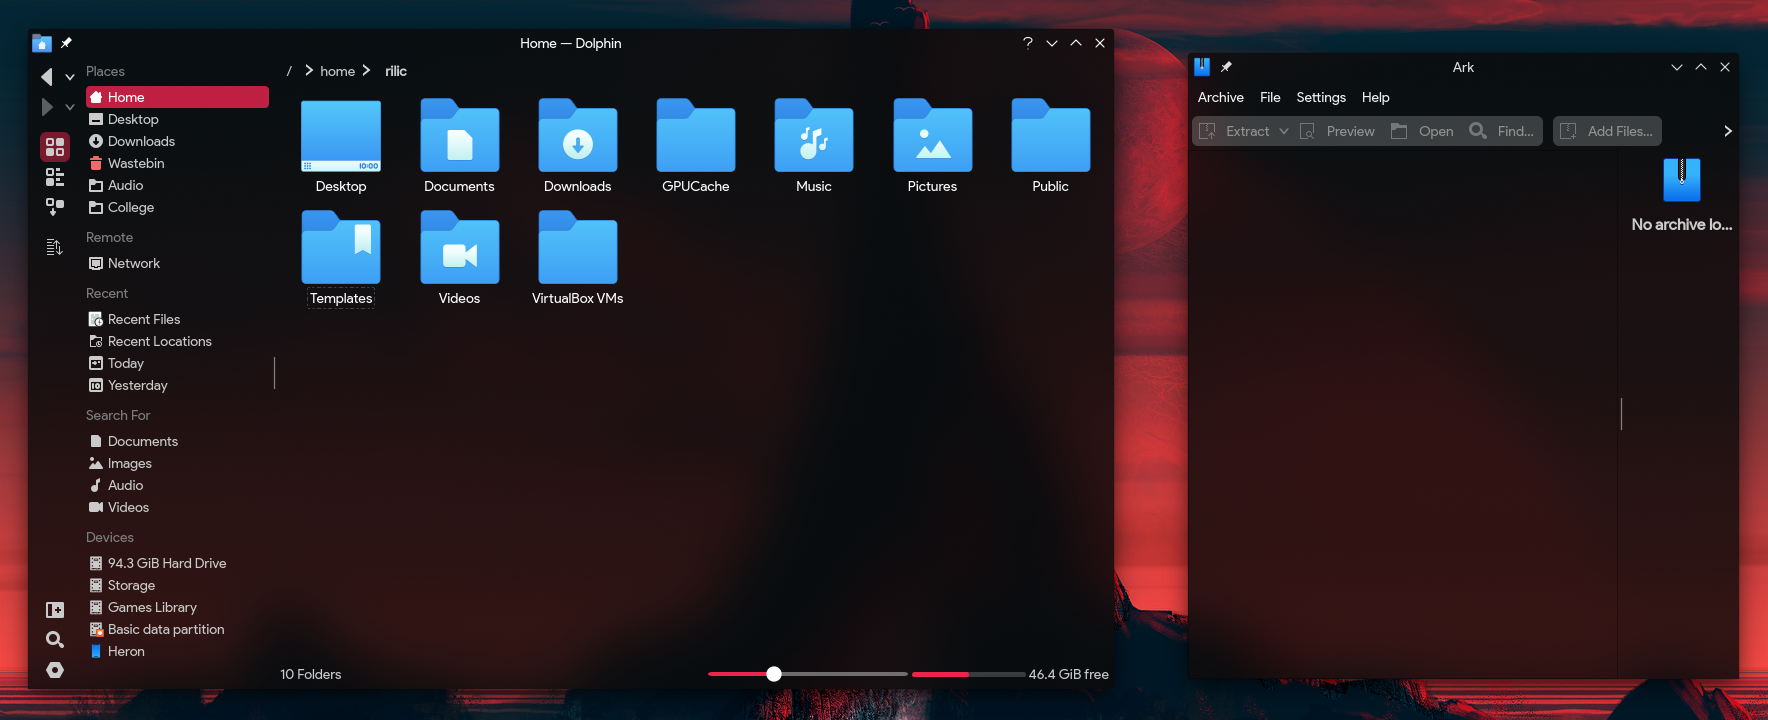 Home — Dolphin
?
Places
Home
Desktop
Downloads
Wastebin
Audio
College
Remote
Network
Recent
Recent Files
Recent Locations
Today
Yesterday
Search For
Documents
Images
Audio
Videos
Devices
94.3 GiB Hard Drive
Storage
Games Library
Basic data partition
Heron
/ > home > rilic
10:00
Desktop Documents Downloads GPUCache Music Pictures Public
Templates Videos VirtualBox VMs
10 Folders
46.4 GiB free
Ark
Archive File Settings Help
Extract Preview Open Find... Add Files...
No archive lo...